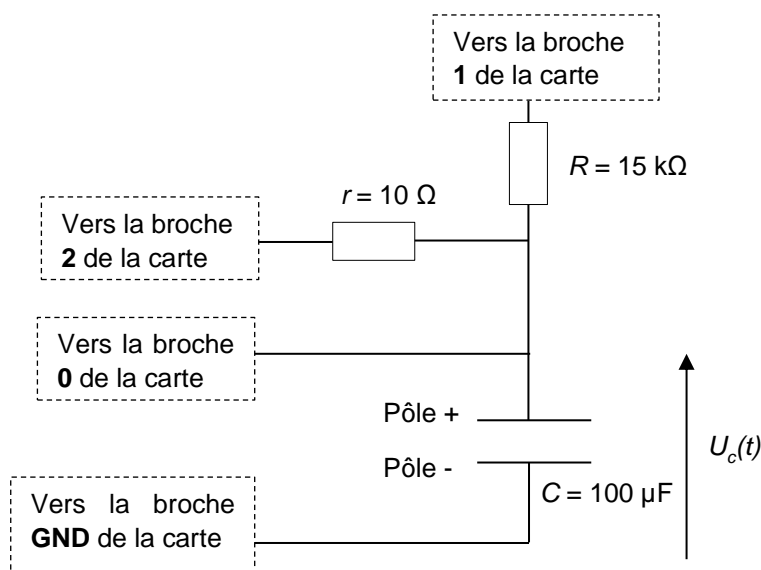 Vers la broche
1 de la carte
R = 15 kΩ
r = 10 Ω
Vers la broche
2 de la carte
Vers la broche
0 de la carte
Pôle +
Pôle -
U_c(t)
C = 100 µF
Vers la broche
GND de la carte